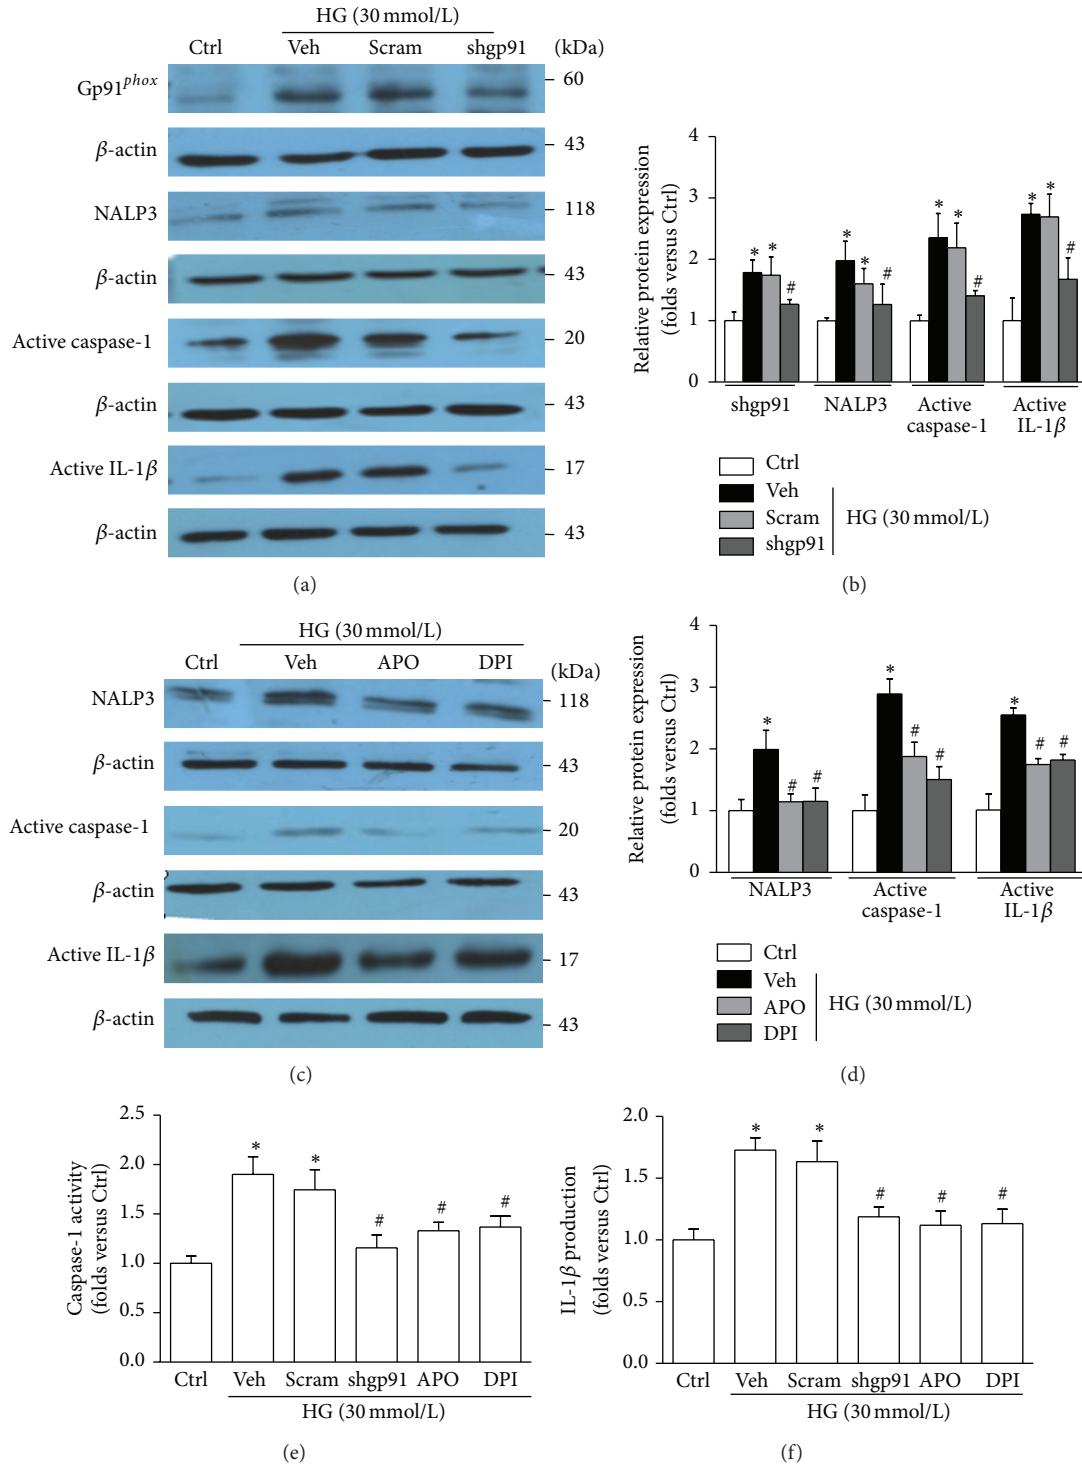 HG (30 mmol/L)
Ctrl Veh Scram shgp91 (kDa)
Gp91phox 60
β-actin 43
NALP3 118
β-actin 43
Active caspase-1 20
β-actin 43
Active IL-1β 17
β-actin 43
(a)
Relative protein expression
(folds versus Ctrl)
4
3
2
1
0
* * #
* * #
* * #
* * #
shgp91 NALP3 Active caspase-1 Active IL-1β
Ctrl
Veh
Scram
shgp91
HG (30 mmol/L)
(b)
HG (30 mmol/L)
Ctrl Veh APO DPI (kDa)
NALP3 118
β-actin 43
Active caspase-1 20
β-actin 43
Active IL-1β 17
β-actin 43
(c)
Relative protein expression
(folds versus Ctrl)
4
3
2
1
0
* # #
* # #
* # #
NALP3 Active caspase-1 Active IL-1β
Ctrl
Veh
APO
DPI
HG (30 mmol/L)
(d)
Caspase-1 activity
(folds versus Ctrl)
2.5
2.0
1.5
1.0
0.5
0.0
* * # # #
Ctrl Veh Scram shgp91 APO DPI
HG (30 mmol/L)
(e)
IL-1β production
(folds versus Ctrl)
2.0
1.5
1.0
0.5
0.0
* * # # #
Ctrl Veh Scram shgp91 APO DPI
HG (30 mmol/L)
(f)